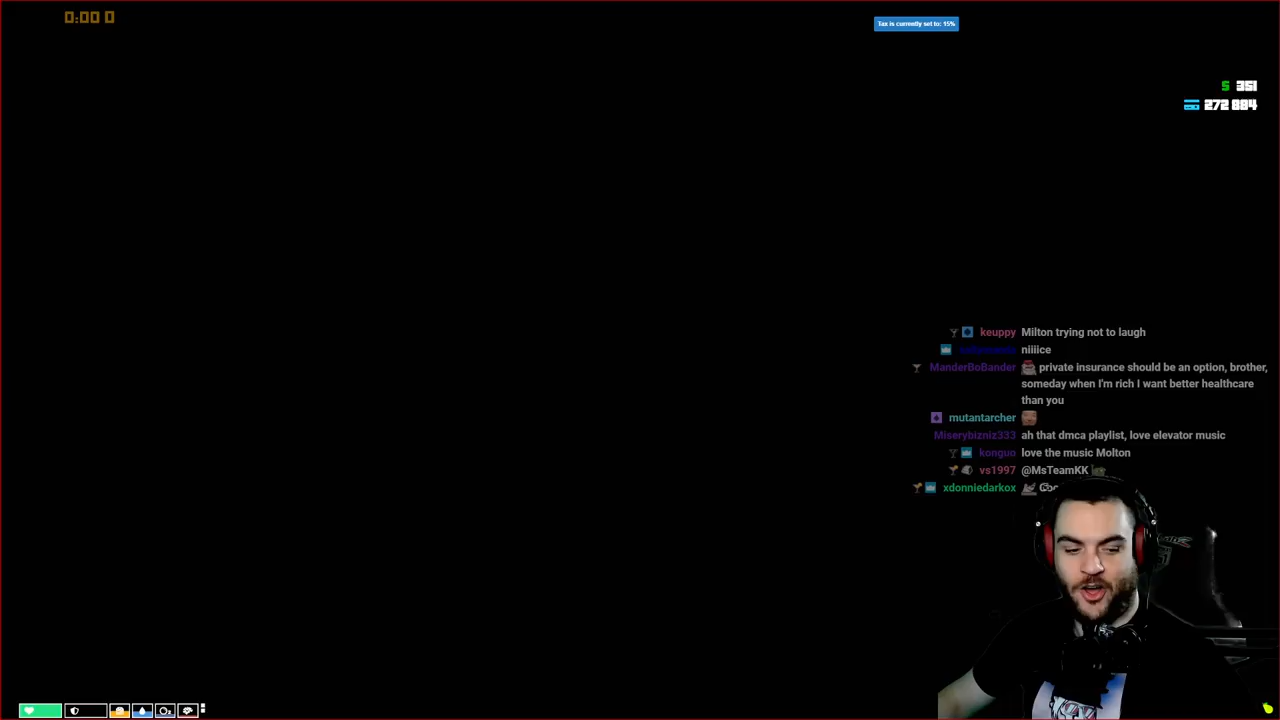 0:00 0
Tax is currently set to: 15%
$ 351
272 884
keuppy Milton trying not to laugh
niiiice
ManderBoBander private insurance should be an option, brother,
someday when I'm rich I want better healthcare
than you
mutantarcher
Miserybizniz333 ah that dmca playlist, love elevator music
konguo love the music Molton
vs1997 @MsTeamKK
xdonniedarkox
O₂